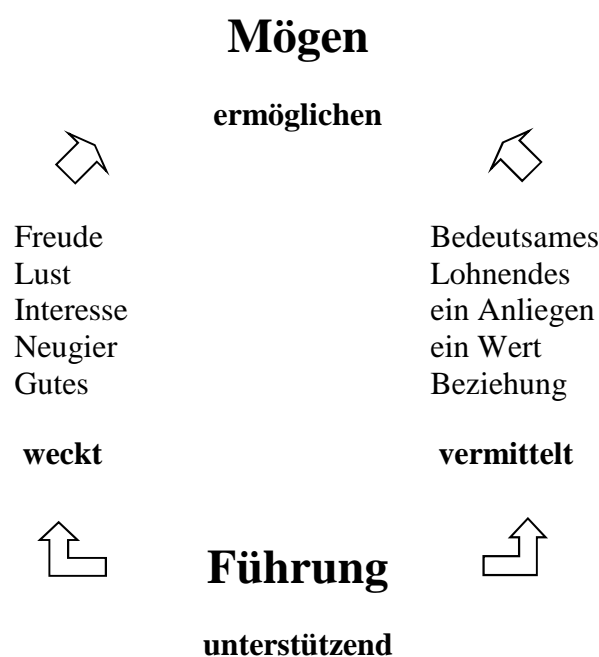 Mögen
ermöglichen
Freude
Lust
Interesse
Neugier
Gutes
weckt
Bedeutsames
Lohnendes
ein Anliegen
ein Wert
Beziehung
vermittelt
Führung
unterstützend